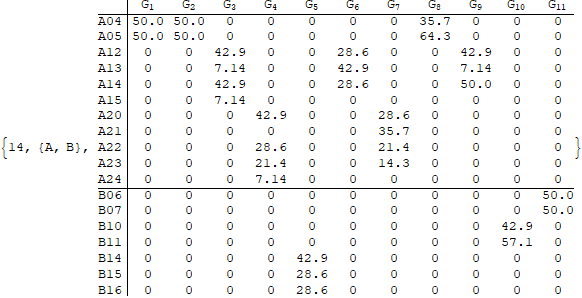 G1 G2 G3 G4 G5 G6 G7 G8 G9 G10 G11
A04 50.0 50.0 0 0 0 0 0 35.7 0 0 0
A05 50.0 50.0 0 0 0 0 0 64.3 0 0 0
A12 0 0 42.9 0 0 28.6 0 0 42.9 0 0
A13 0 0 7.14 0 0 42.9 0 0 7.14 0 0
A14 0 0 42.9 0 0 28.6 0 0 50.0 0 0
A15 0 0 7.14 0 0 0 0 0 0 0 0
A20 0 0 0 42.9 0 0 28.6 0 0 0 0
A21 0 0 0 0 0 0 35.7 0 0 0 0
{14, {A, B}, A22 0 0 0 28.6 0 0 21.4 0 0 0 0 }
A23 0 0 0 21.4 0 0 14.3 0 0 0 0
A24 0 0 0 7.14 0 0 0 0 0 0 0
B06 0 0 0 0 0 0 0 0 0 0 50.0
B07 0 0 0 0 0 0 0 0 0 0 50.0
B10 0 0 0 0 0 0 0 0 0 42.9 0
B11 0 0 0 0 0 0 0 0 0 57.1 0
B14 0 0 0 0 42.9 0 0 0 0 0 0
B15 0 0 0 0 28.6 0 0 0 0 0 0
B16 0 0 0 0 28.6 0 0 0 0 0 0